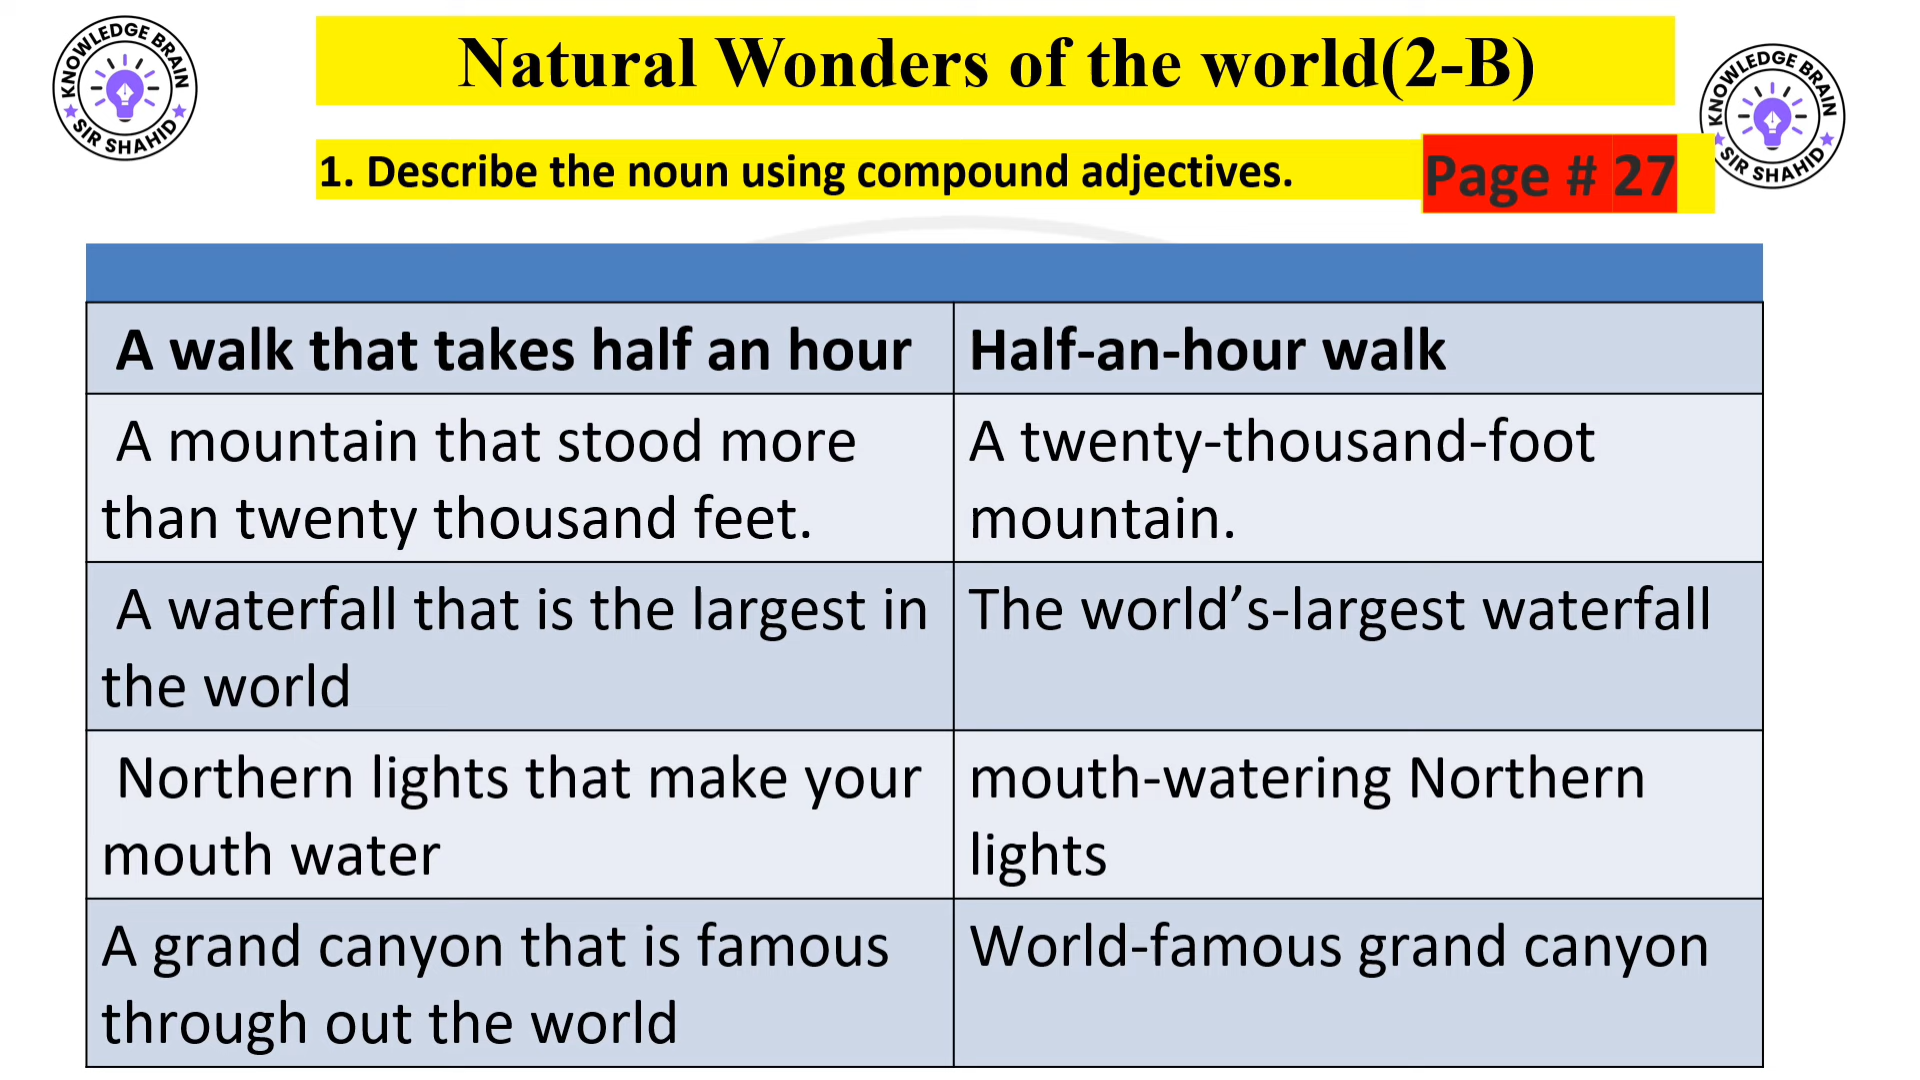 KNOWLEDGE BRAIN
SIR SHAHID
Natural Wonders of the world(2-B)
KNOWLEDGE BRAIN
SIR SHAHID
1. Describe the noun using compound adjectives.
Page # 27
A walk that takes half an hour
Half-an-hour walk
A mountain that stood more
than twenty thousand feet.
A twenty-thousand-foot
mountain.
A waterfall that is the largest in
the world
The world’s-largest waterfall
Northern lights that make your
mouth water
mouth-watering Northern
lights
A grand canyon that is famous
through out the world
World-famous grand canyon